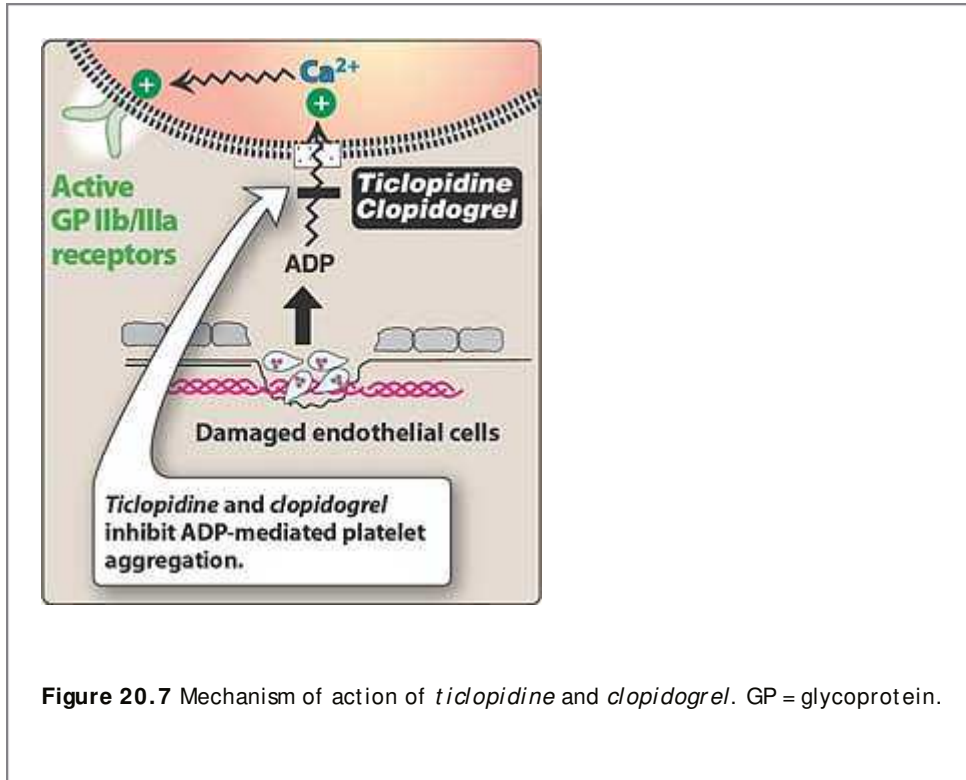 Ca²⁺
+
+
Active
GP IIb/IIIa
receptors
Ticlopidine
Clopidogrel
ADP
Damaged endothelial cells
Ticlopidine and clopidogrel
inhibit ADP-mediated platelet
aggregation.
Figure 20.7 Mechanism of action of ticlopidine and clopidogrel. GP = glycoprotein.